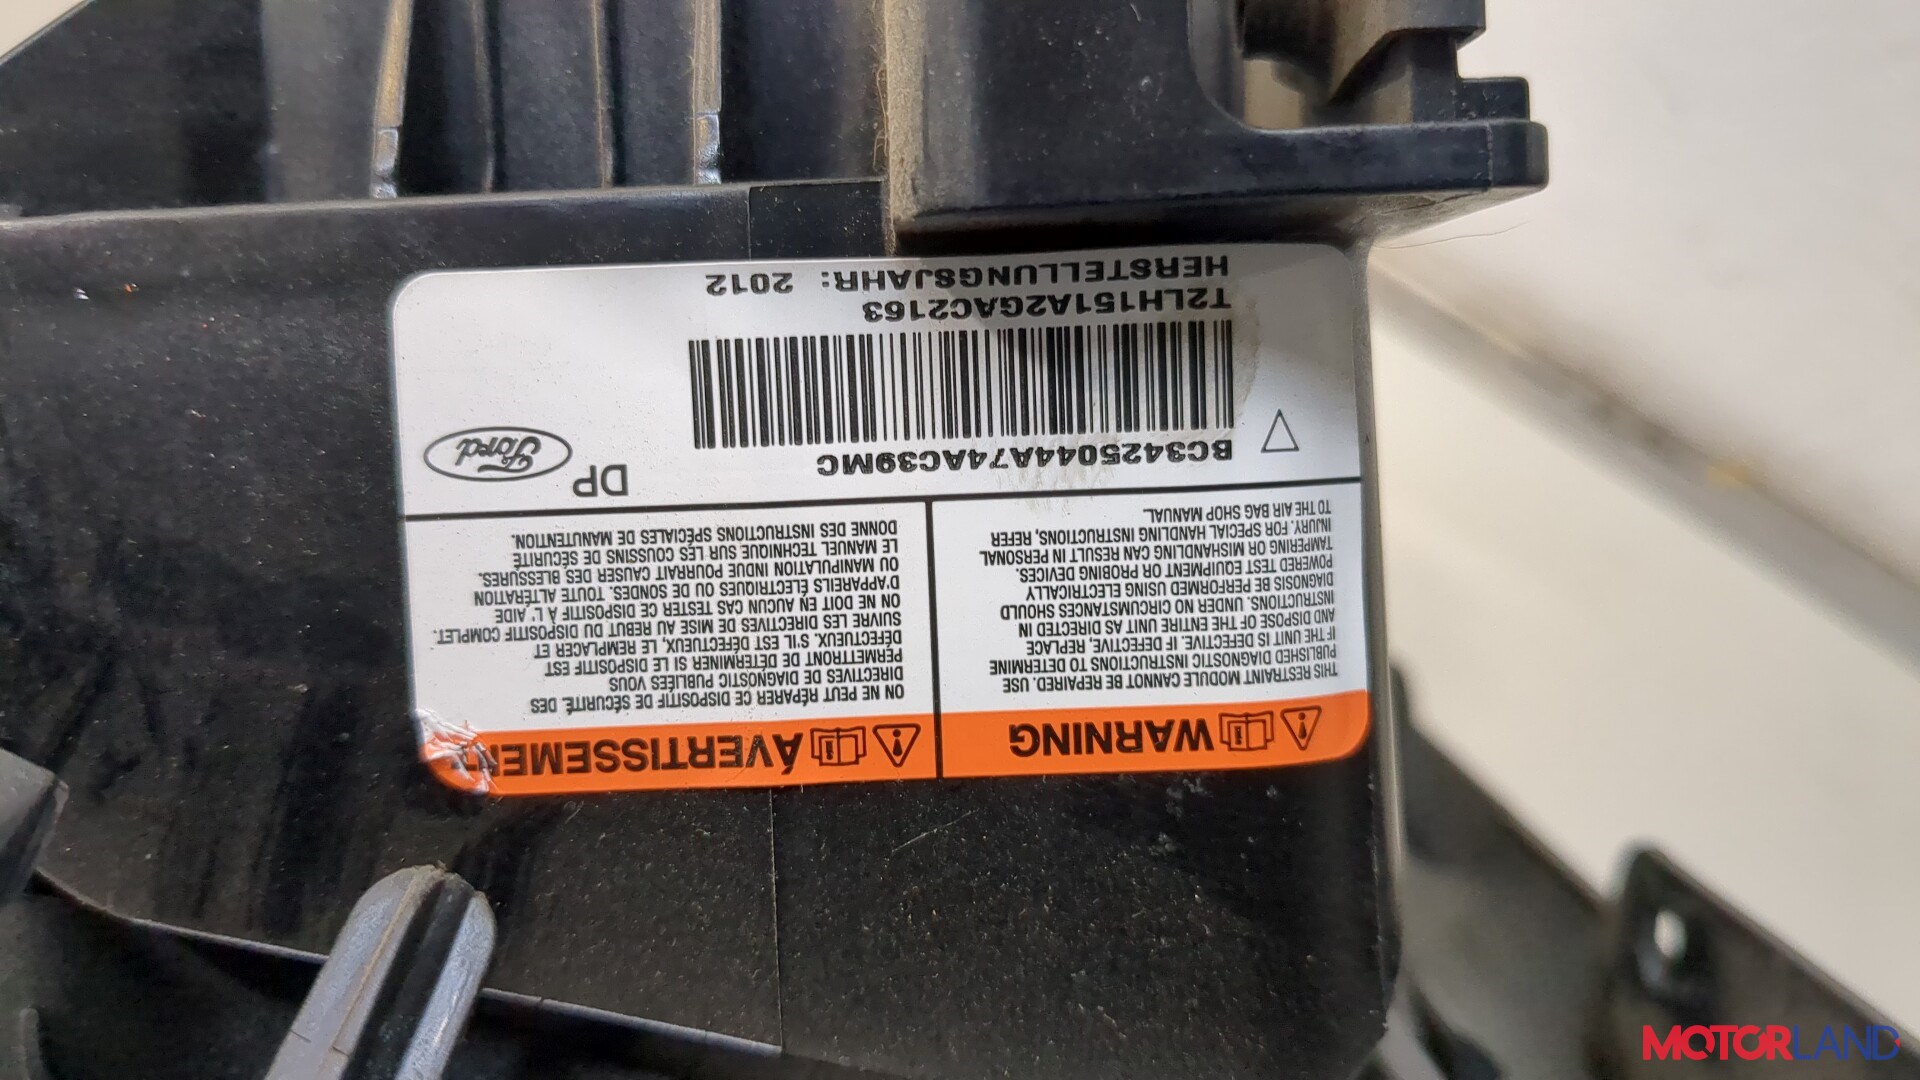 WARNING
THIS RESTRAINT MODULE CANNOT BE REPAIRED. USE
PUBLISHED DIAGNOSTIC INSTRUCTIONS TO DETERMINE
IF THE UNIT IS DEFECTIVE. IF DEFECTIVE, REPLACE
AND DISPOSE OF THE ENTIRE UNIT AS DIRECTED IN
INSTRUCTIONS. UNDER NO CIRCUMSTANCES SHOULD
DIAGNOSIS BE PERFORMED USING ELECTRICALLY
POWERED TEST EQUIPMENT OR PROBING DEVICES.
TAMPERING OR MISHANDLING CAN RESULT IN PERSONAL
INJURY. FOR SPECIAL HANDLING INSTRUCTIONS, REFER
TO THE AIR BAG SHOP MANUAL
ÁVERTISSEMENT
ON NE PEUT RÉPARER CE DISPOSITIF DE SÉCURITÉ. DES
DIRECTIVES DE DIAGNOSTIC PUBLIÉES VOUS
PERMETTRONT DE DÉTERMINER SI LE DISPOSITIF EST
DÉFECTUEUX. S'IL EST DÉFECTUEUX, LE REMPLACER ET
SUIVRE LES DIRECTIVES DE MISE AU REBUT DU DISPOSITIF COMPLET.
ON NE DOIT EN AUCUN CAS TESTER CE DISPOSITIF À L' AIDE
D'APPAREILS ÉLECTRIQUES OU DE SONDES. TOUTE ALTÉRATION
OU MANIPULATION INDUE POURRAIT CAUSER DES BLESSURES.
LE MANUEL TECHNIQUE SUR LES COUSSINS DE SÉCURITÉ
DONNE DES INSTRUCTIONS SPÉCIALES DE MANUTENTION.
BC3425044A74AC39MC
DP
Ford
T2LH151A2GAC2163
HERSTELLUNGSJAHR: 2012
MOTORLAND